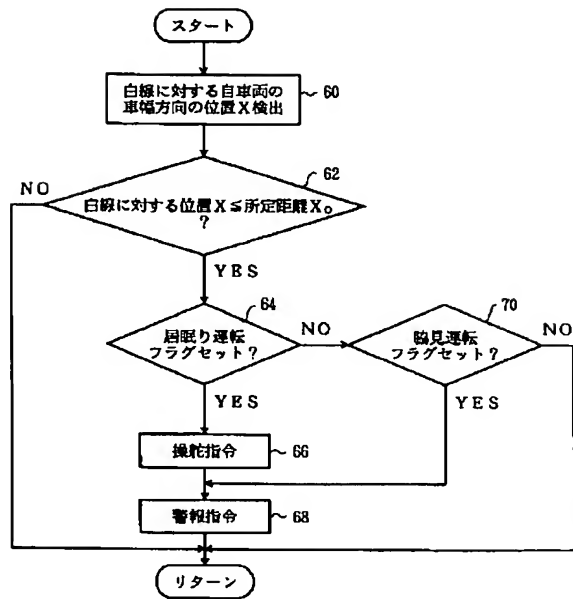 スタート
白線に対する自車両の
車幅方向の位置X検出
60
62
NO
白線に対する位置X≦所定距離X₀
?
YES
64
70
居眠り運転
フラグセット?
NO
脇見運転
フラグセット?
NO
YES
YES
操舵指令
66
警報指令
68
リターン